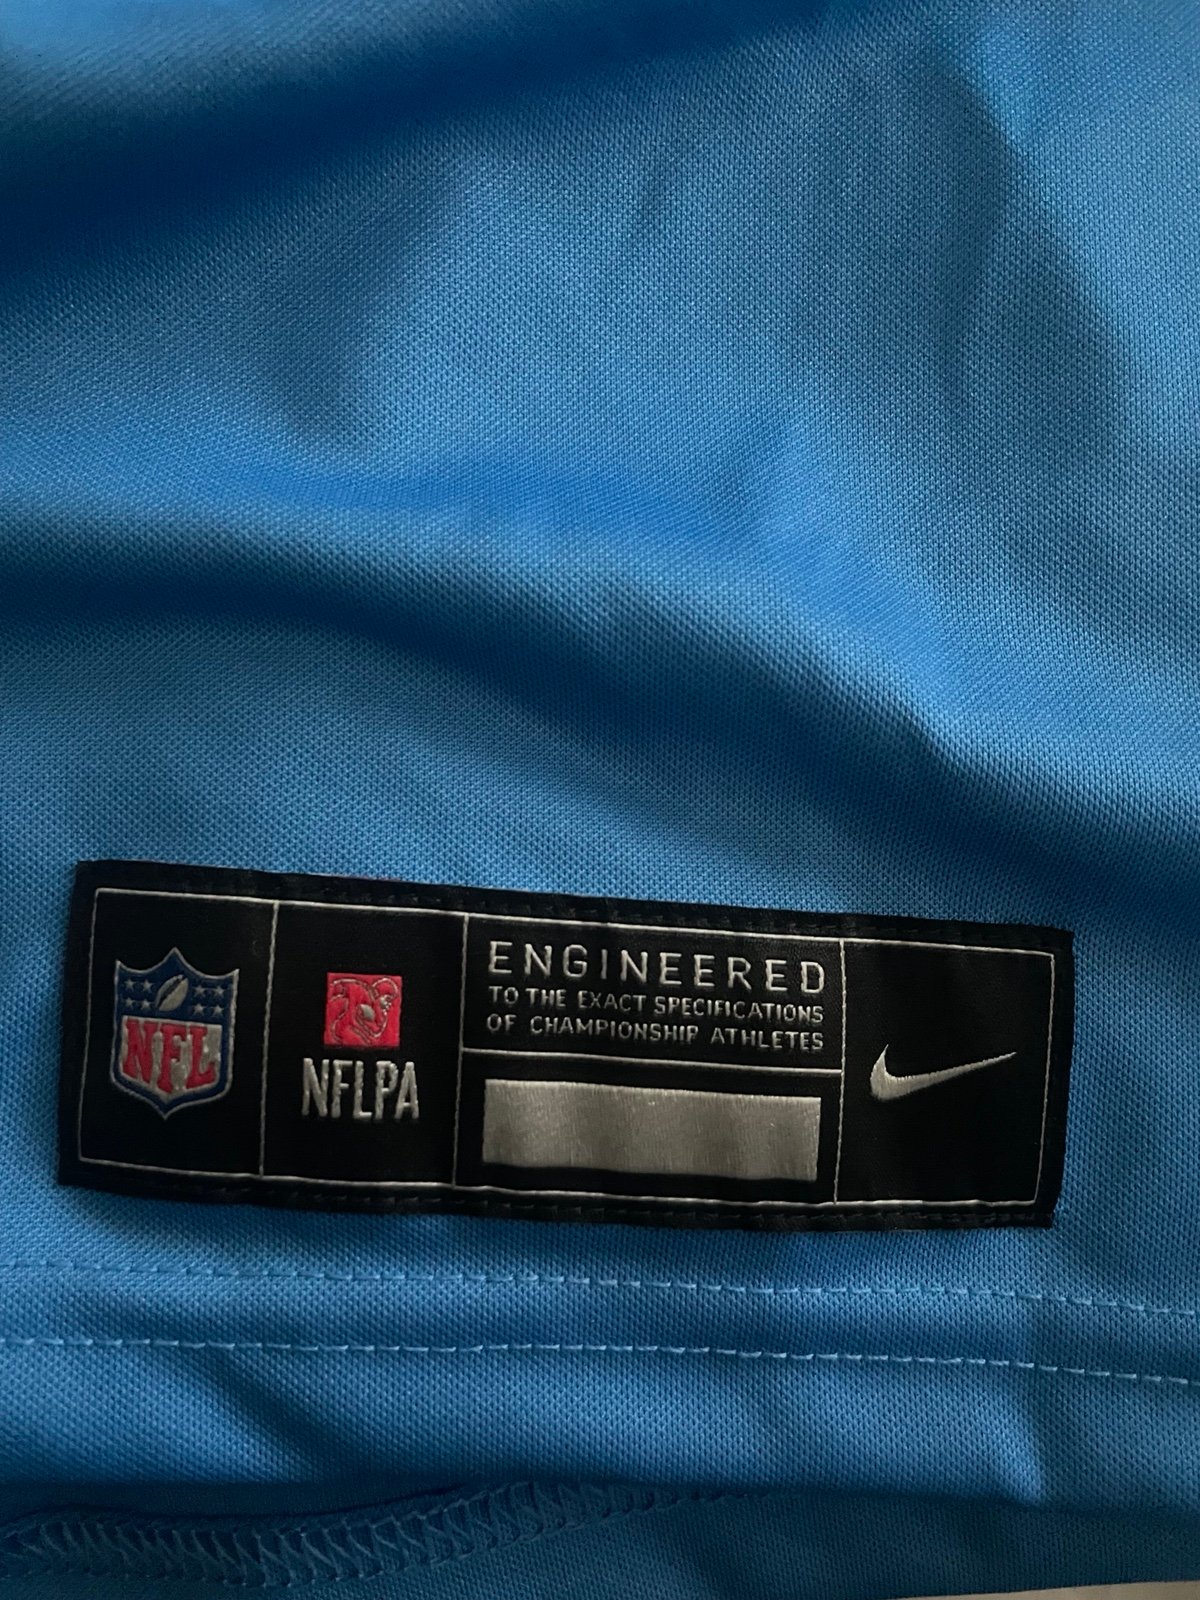 NFL
NFLPA
ENGINEERED
TO THE EXACT SPECIFICATIONS
OF CHAMPIONSHIP ATHLETES